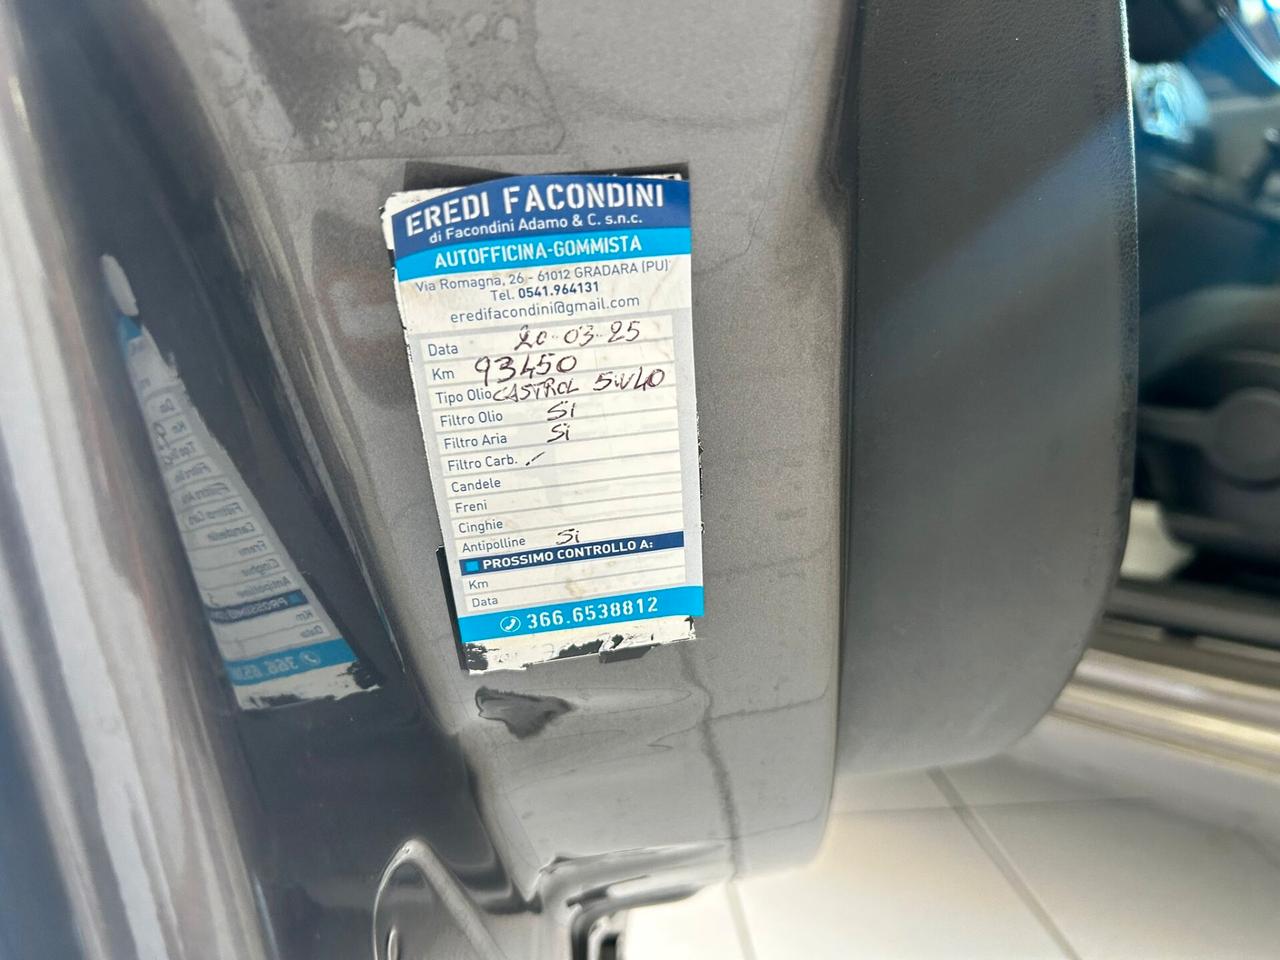 EREDI FACONDINI
di Facondini Adamo & C. s.n.c.
AUTOFFICINA-GOMMISTA
Via Romagna, 26 - 61012 GRADARA (PU)
Tel. 0541.964131
eredifacondini@gmail.com
Data 20-03-25
Km 93450
Tipo Olio CASTROL 5W40
Filtro Olio Si
Filtro Aria Si
Filtro Carb. -
Candele
Freni
Cinghie
Antipolline Si
PROSSIMO CONTROLLO A:
Km
Data
366.6538812